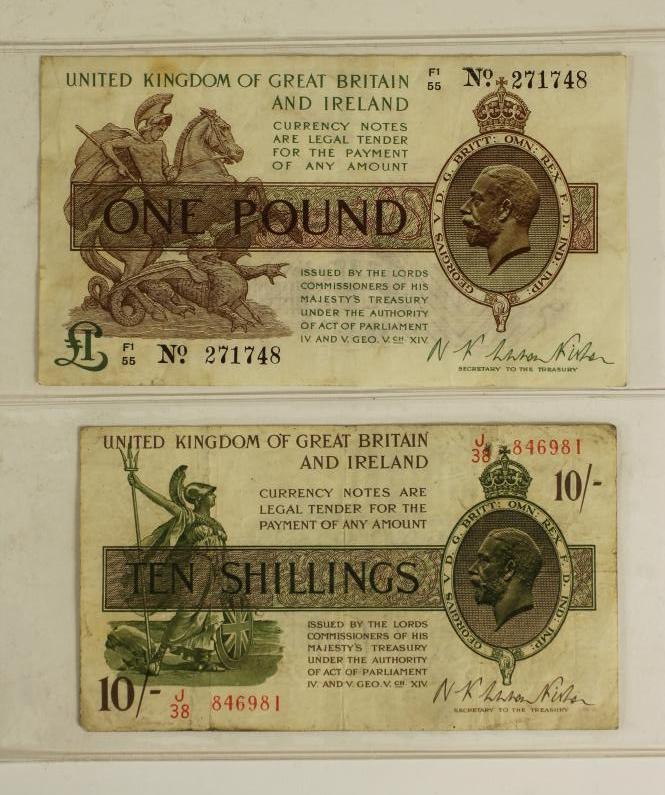 UNITED KINGDOM OF GREAT BRITAIN
AND IRELAND
F1
55
Nº 271748
CURRENCY NOTES
ARE LEGAL TENDER
FOR THE PAYMENT
OF ANY AMOUNT
GEORGIVS V D. G. BRITT: OMN: REX F. D. IND: IMP:
ONE POUND
ISSUED BY THE LORDS
COMMISSIONERS OF HIS
MAJESTY'S TREASURY
UNDER THE AUTHORITY
OF ACT OF PARLIAMENT
IV AND V. GEO. V. CH. XIV.
£1
F1
55
Nº 271748
SECRETARY TO THE TREASURY
UNITED KINGDOM OF GREAT BRITAIN
AND IRELAND
J
38
846981
10/-
CURRENCY NOTES ARE
LEGAL TENDER FOR THE
PAYMENT OF ANY AMOUNT
GEORGIVS V D. G. BRITT: OMN: REX F. D. IND: IMP:
TEN SHILLINGS
ISSUED BY THE LORDS
COMMISSIONERS OF HIS
MAJESTY'S TREASURY
UNDER THE AUTHORITY
OF ACT OF PARLIAMENT
IV. AND V. GEO. V. CH. XIV.
10/-
J
38
846981
SECRETARY TO THE TREASURY